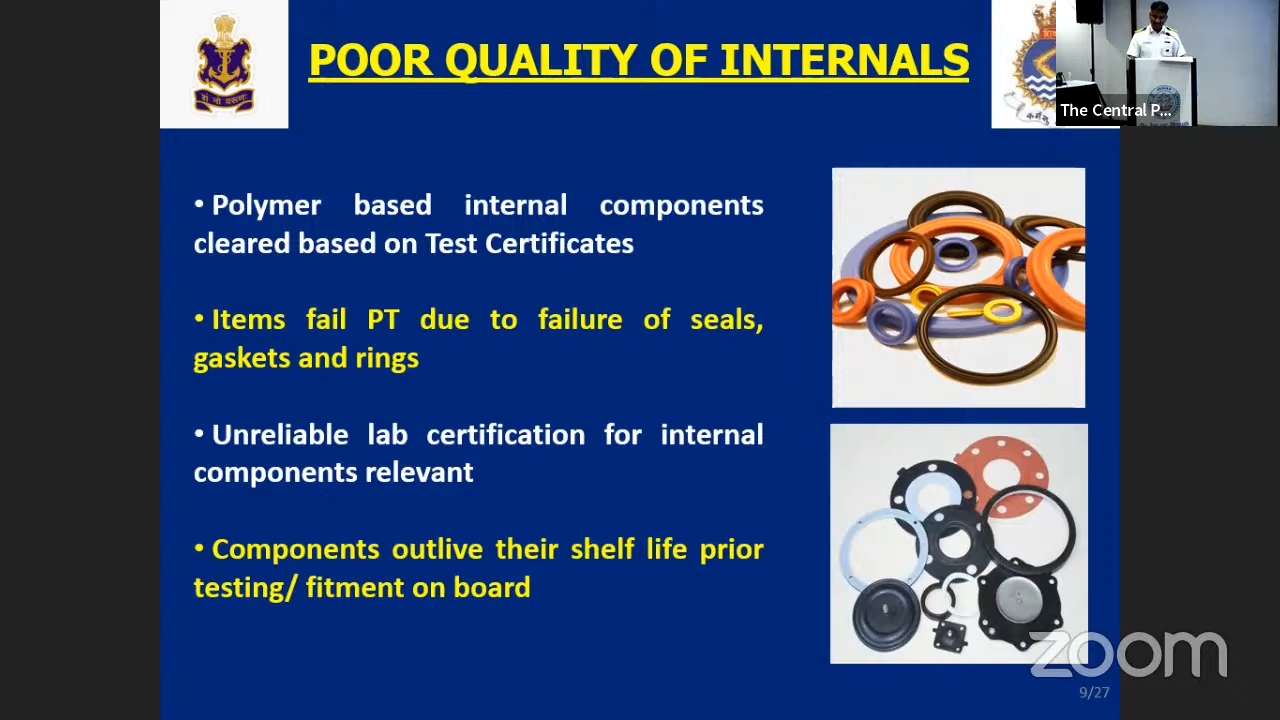 POOR QUALITY OF INTERNALS
The Central P...
• Polymer based internal components
cleared based on Test Certificates
• Items fail PT due to failure of seals,
gaskets and rings
• Unreliable lab certification for internal
components relevant
• Components outlive their shelf life prior
testing/ fitment on board
zoom
9/27